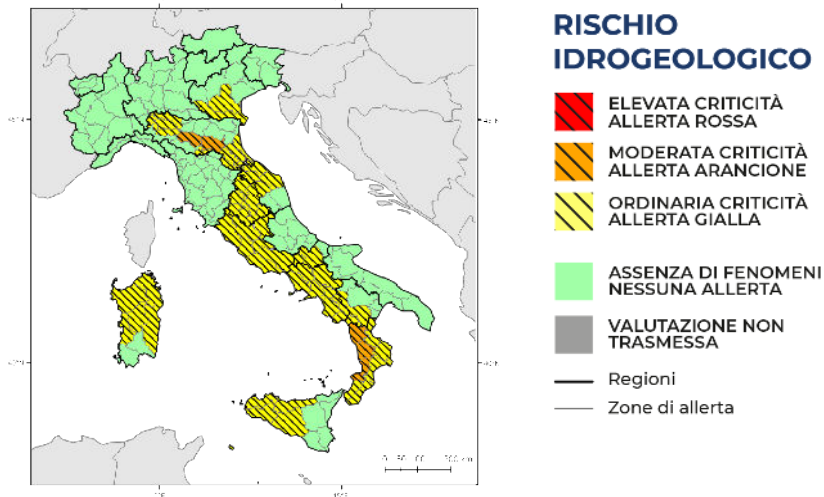 RISCHIO
IDROGEOLOGICO
ELEVATA CRITICITÀ
ALLERTA ROSSA
MODERATA CRITICITÀ
ALLERTA ARANCIONE
ORDINARIA CRITICITÀ
ALLERTA GIALLA
ASSENZA DI FENOMENI
NESSUNA ALLERTA
VALUTAZIONE NON
TRASMESSA
Regioni
Zone di allerta